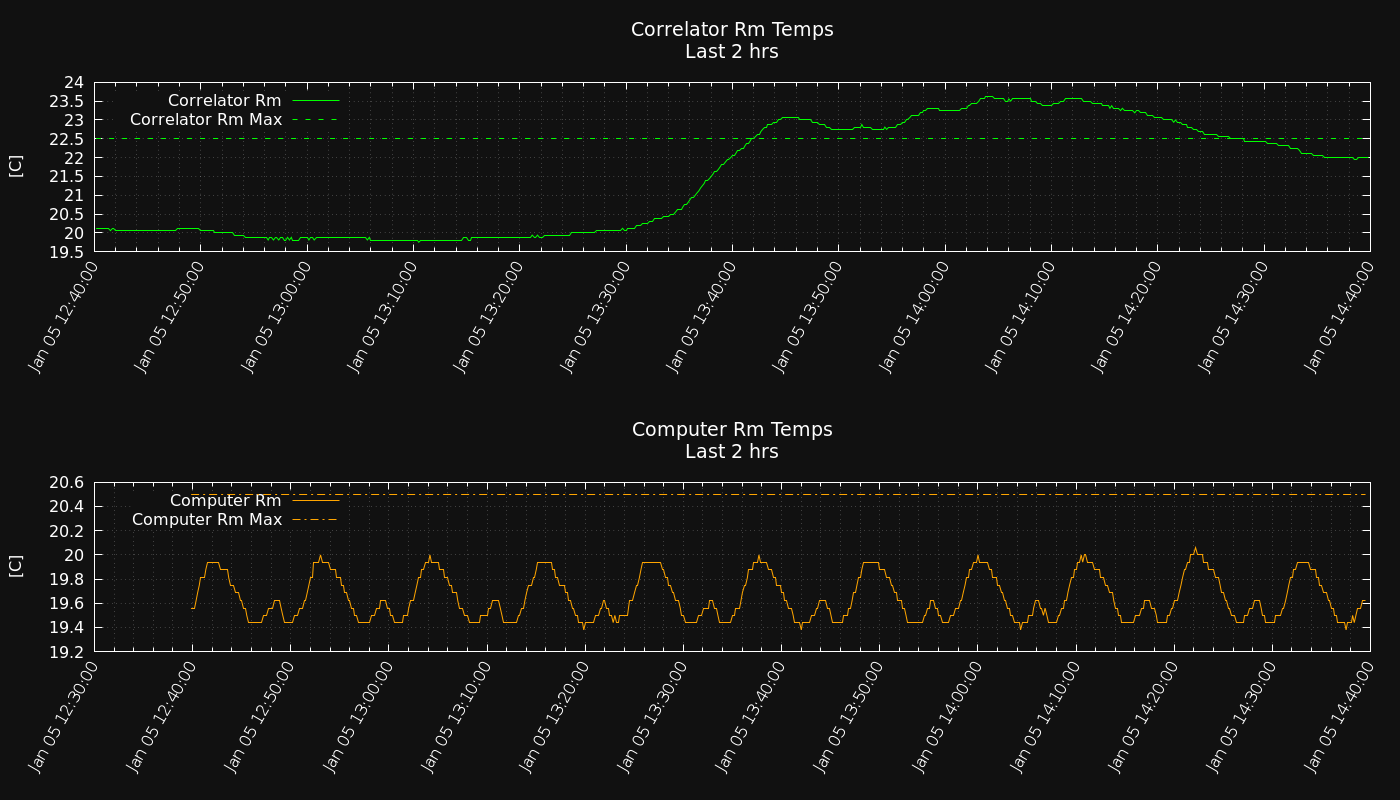 Correlator Rm Temps
Last 2 hrs
24
23.5
23
22.5
22
21.5
21
20.5
20
19.5
[C]
Correlator Rm
Correlator Rm Max
Jan 05 12:40:00
Jan 05 12:50:00
Jan 05 13:00:00
Jan 05 13:10:00
Jan 05 13:20:00
Jan 05 13:30:00
Jan 05 13:40:00
Jan 05 13:50:00
Jan 05 14:00:00
Jan 05 14:10:00
Jan 05 14:20:00
Jan 05 14:30:00
Jan 05 14:40:00
Computer Rm Temps
Last 2 hrs
20.6
20.4
20.2
20
19.8
19.6
19.4
19.2
[C]
Computer Rm
Computer Rm Max
Jan 05 12:30:00
Jan 05 12:40:00
Jan 05 12:50:00
Jan 05 13:00:00
Jan 05 13:10:00
Jan 05 13:20:00
Jan 05 13:30:00
Jan 05 13:40:00
Jan 05 13:50:00
Jan 05 14:00:00
Jan 05 14:10:00
Jan 05 14:20:00
Jan 05 14:30:00
Jan 05 14:40:00